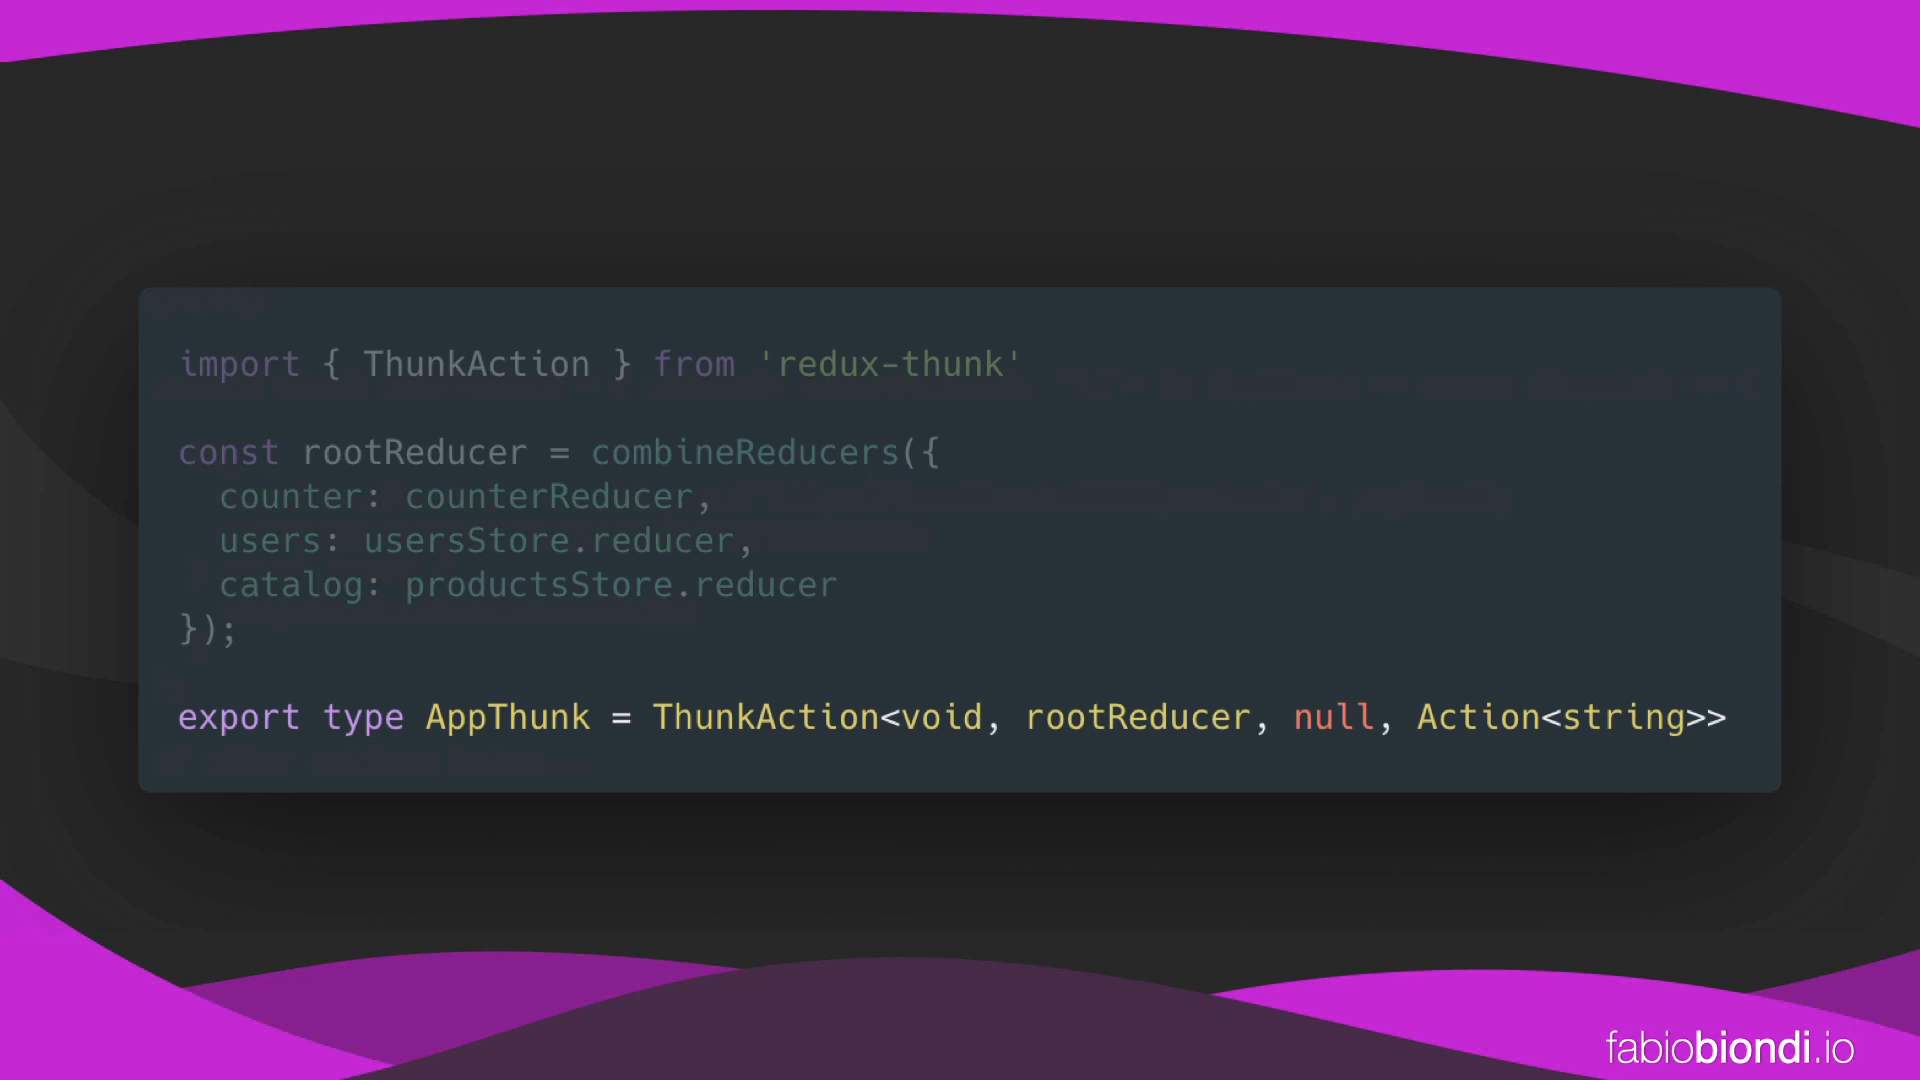 import { ThunkAction } from 'redux-thunk'
const rootReducer = combineReducers({
counter: counterReducer,
users: usersStore.reducer,
catalog: productsStore.reducer
});
export type AppThunk = ThunkAction<void, rootReducer, null, Action<string>>
fabiobiondi.io